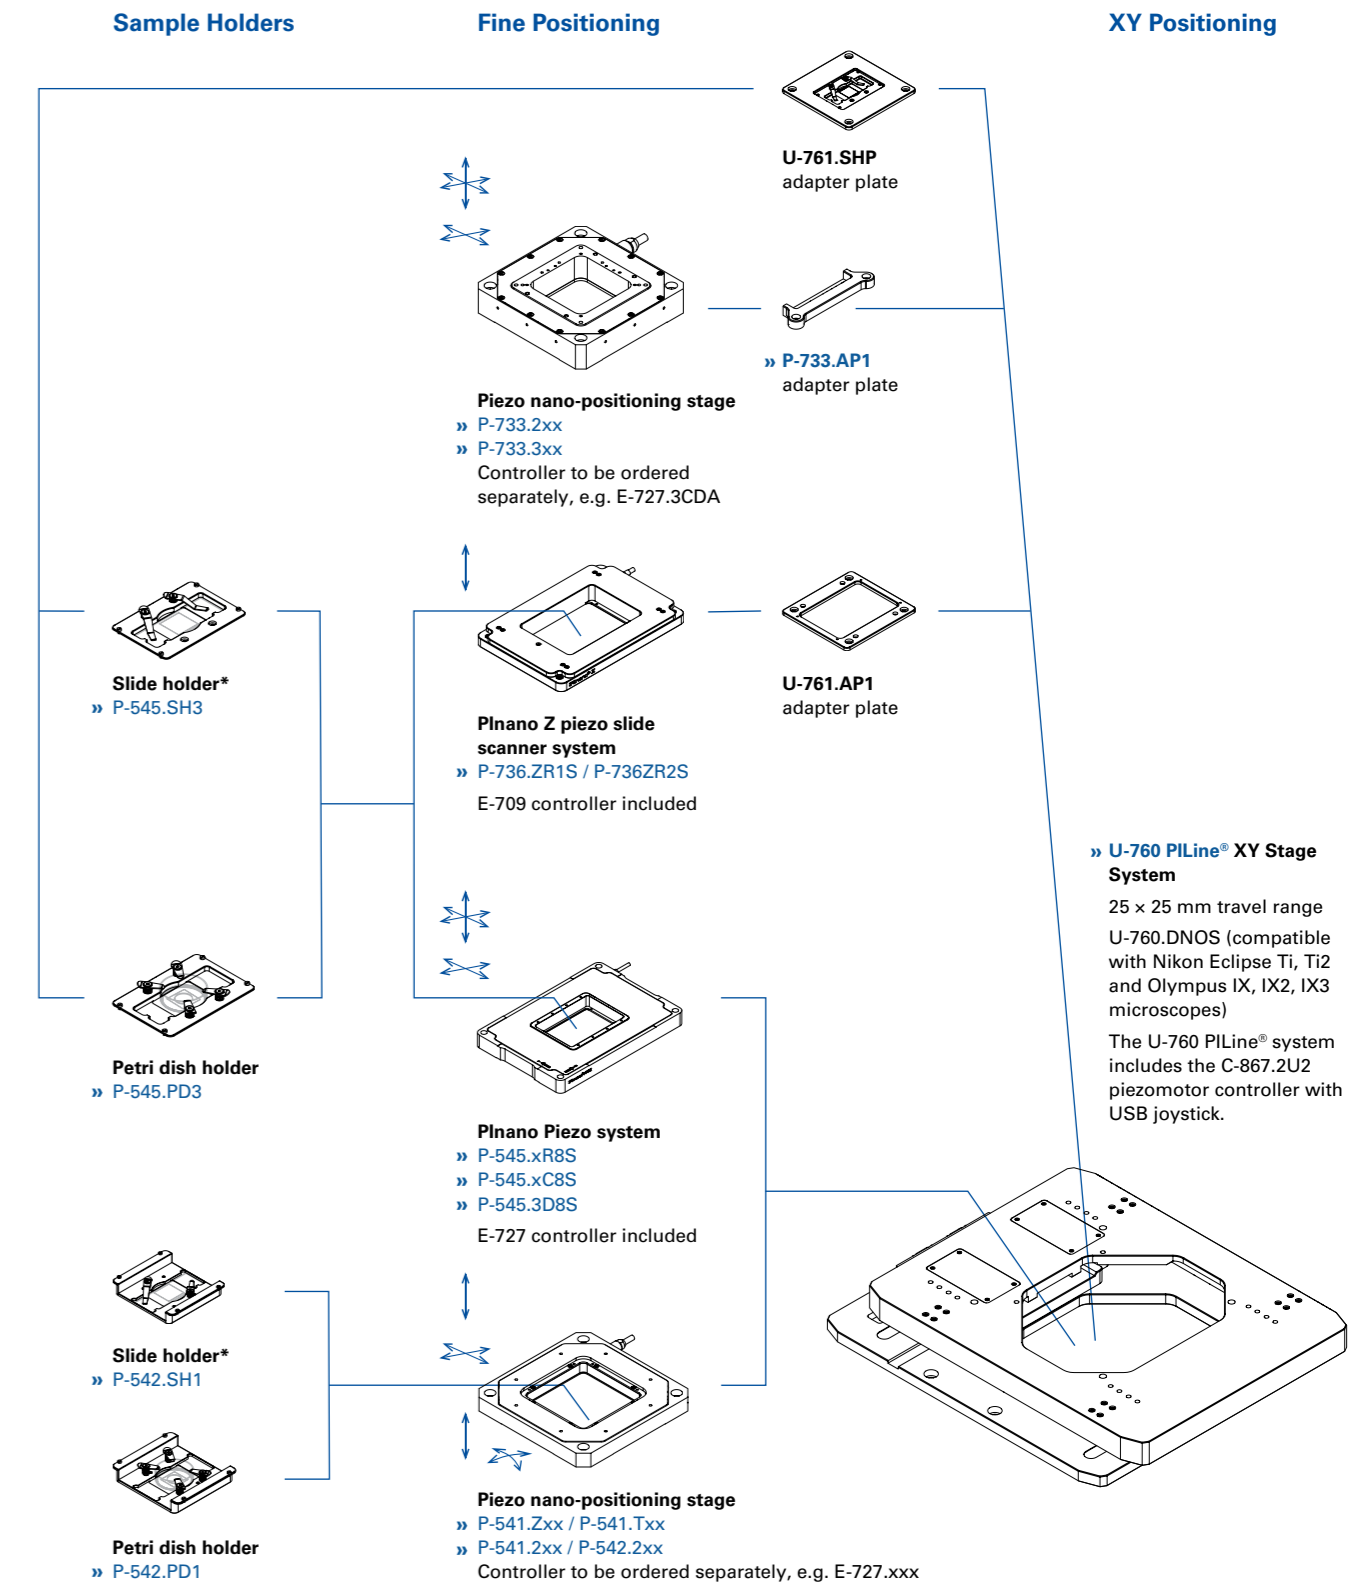 Sample Holders
Fine Positioning
XY Positioning
U-761.SHP
adapter plate
» P-733.AP1
adapter plate
Piezo nano-positioning stage
» P-733.2xx
» P-733.3xx
Controller to be ordered
separately, e.g. E-727.3CDA
Slide holder*
» P-545.SH3
U-761.AP1
adapter plate
PInano Z piezo slide
scanner system
» P-736.ZR1S / P-736ZR2S
E-709 controller included
» U-760 PILine® XY Stage
System
25 × 25 mm travel range
U-760.DNOS (compatible
with Nikon Eclipse Ti, Ti2
and Olympus IX, IX2, IX3
microscopes)
The U-760 PILine® system
includes the C-867.2U2
piezomotor controller with
USB joystick.
Petri dish holder
» P-545.PD3
PInano Piezo system
» P-545.xR8S
» P-545.xC8S
» P-545.3D8S
E-727 controller included
Slide holder*
» P-542.SH1
Petri dish holder
» P-542.PD1
Piezo nano-positioning stage
» P-541.Zxx / P-541.Txx
» P-541.2xx / P-542.2xx
Controller to be ordered separately, e.g. E-727.xxx